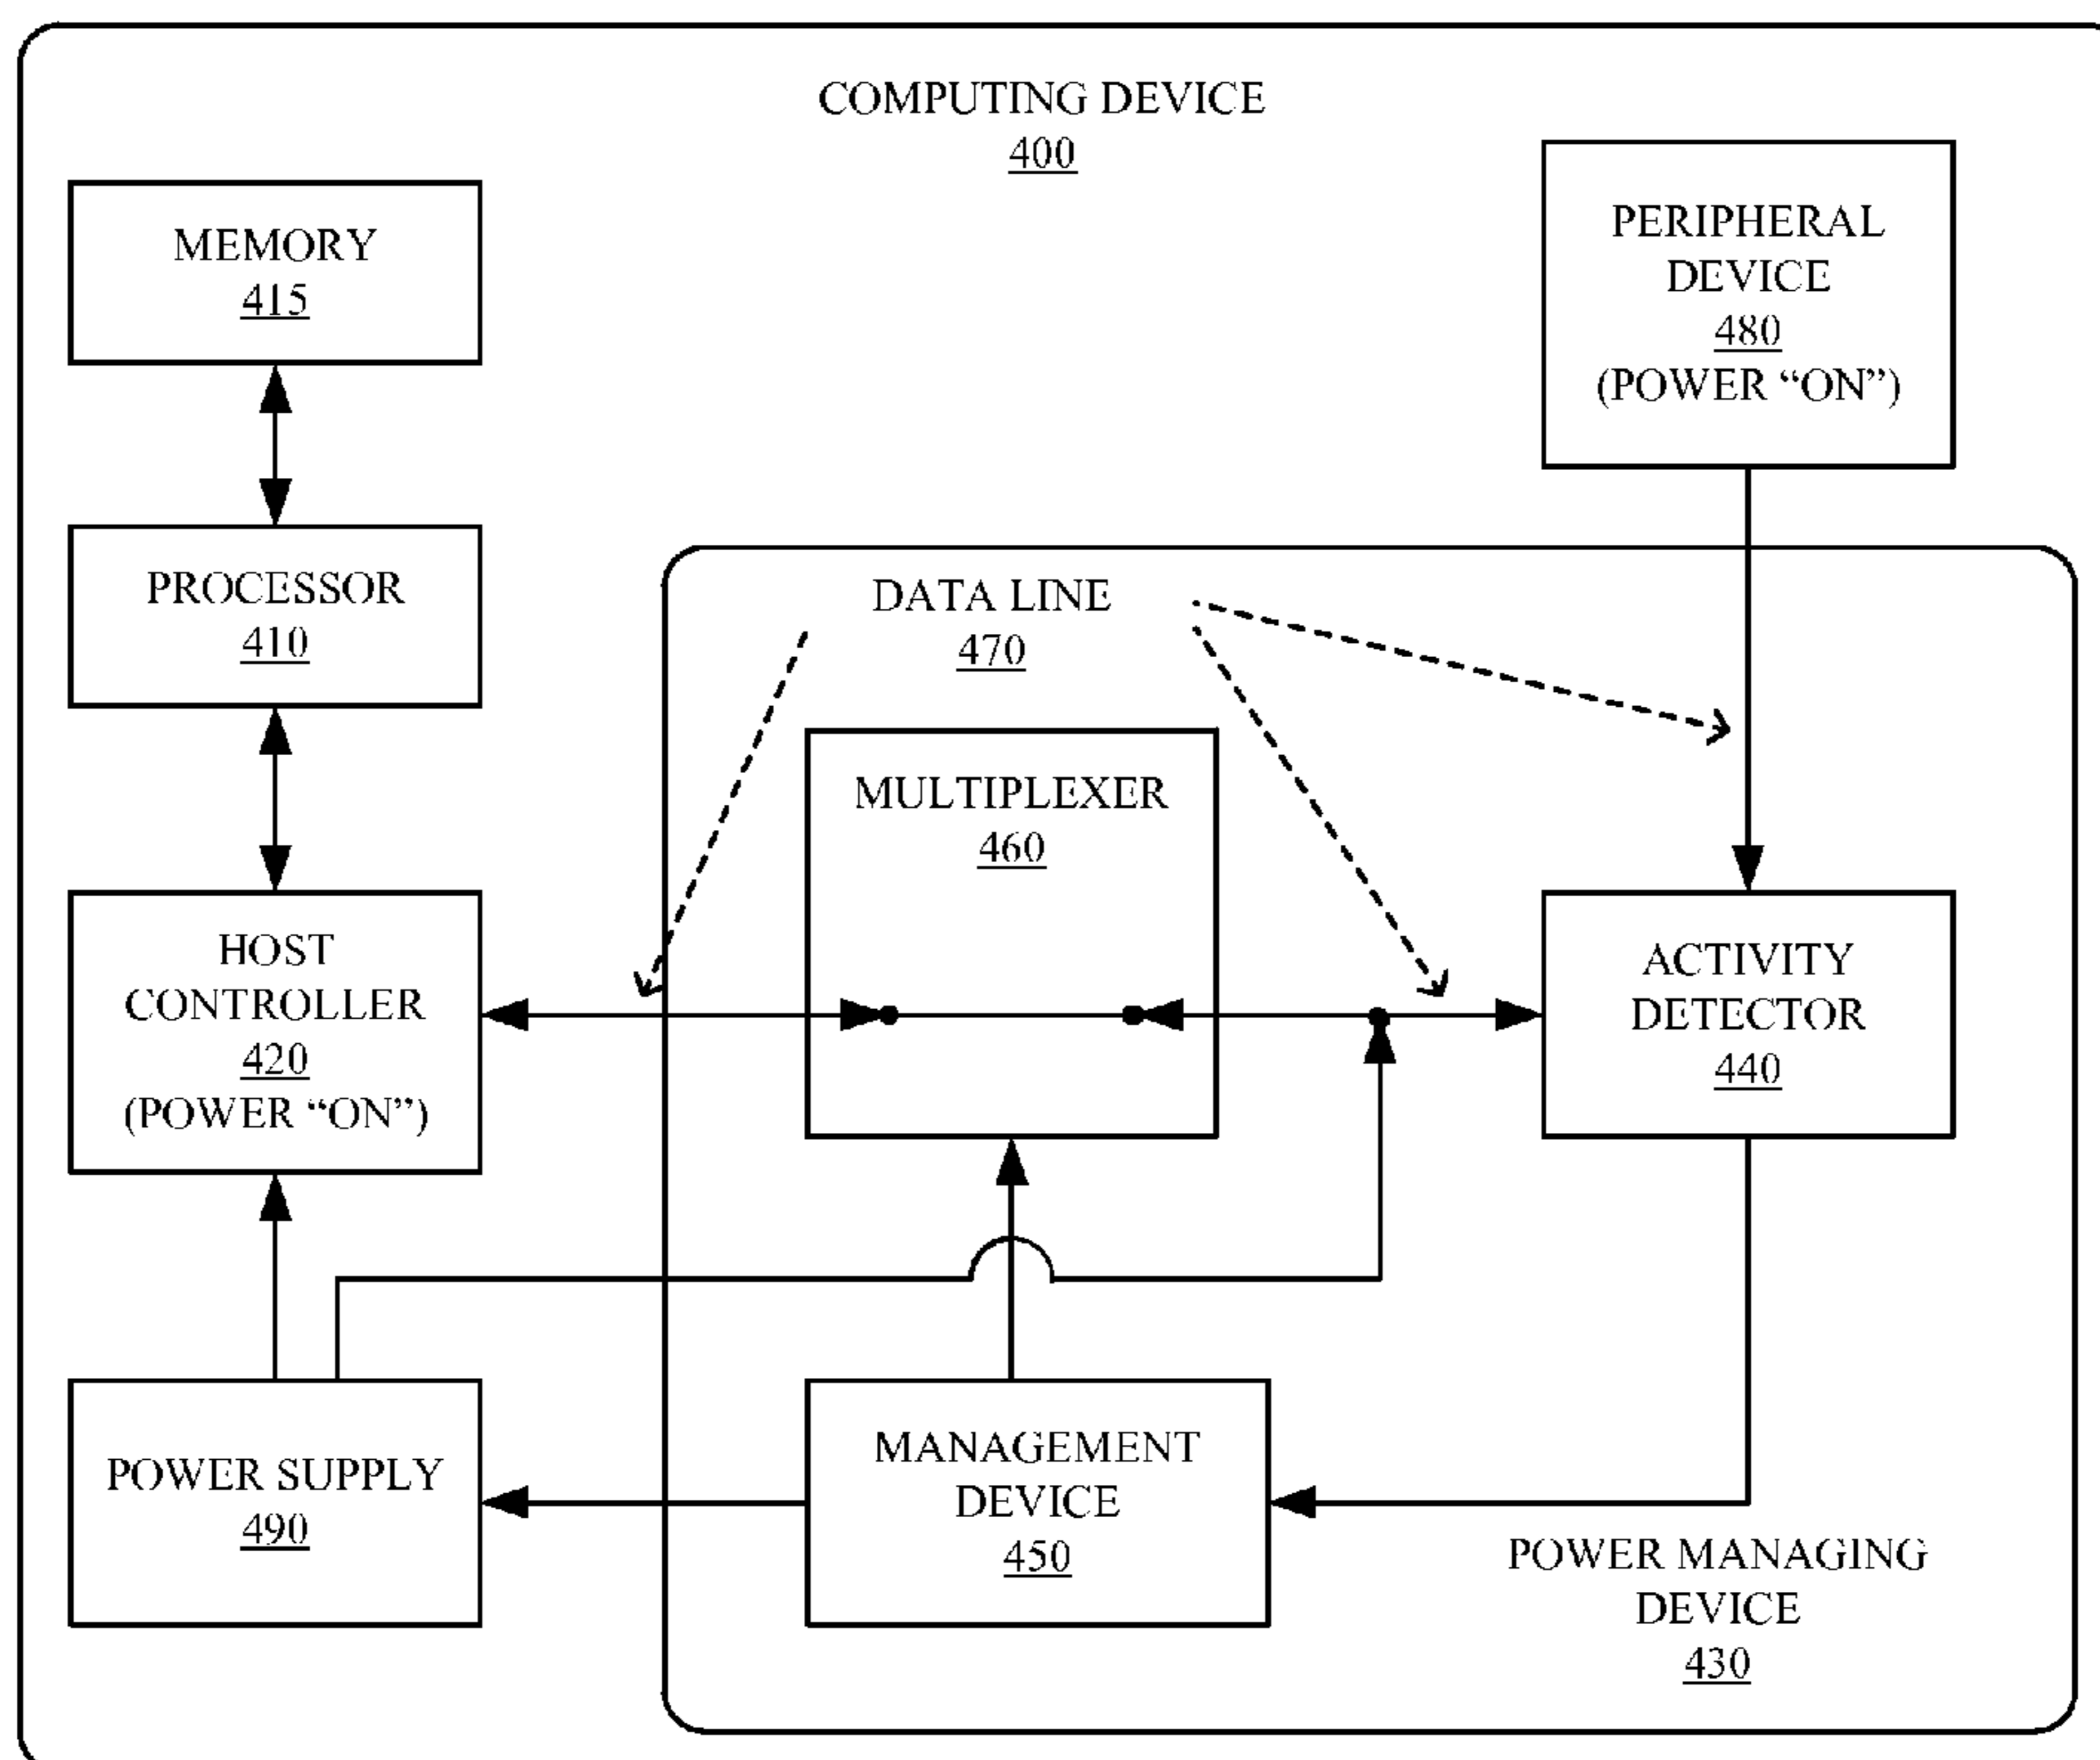 COMPUTING DEVICE
400
MEMORY
415
PERIPHERAL
DEVICE
480
(POWER “ON”)
PROCESSOR
410
DATA LINE
470
MULTIPLEXER
460
HOST
CONTROLLER
420
(POWER “ON”)
ACTIVITY
DETECTOR
440
POWER SUPPLY
490
MANAGEMENT
DEVICE
450
POWER MANAGING
DEVICE
430